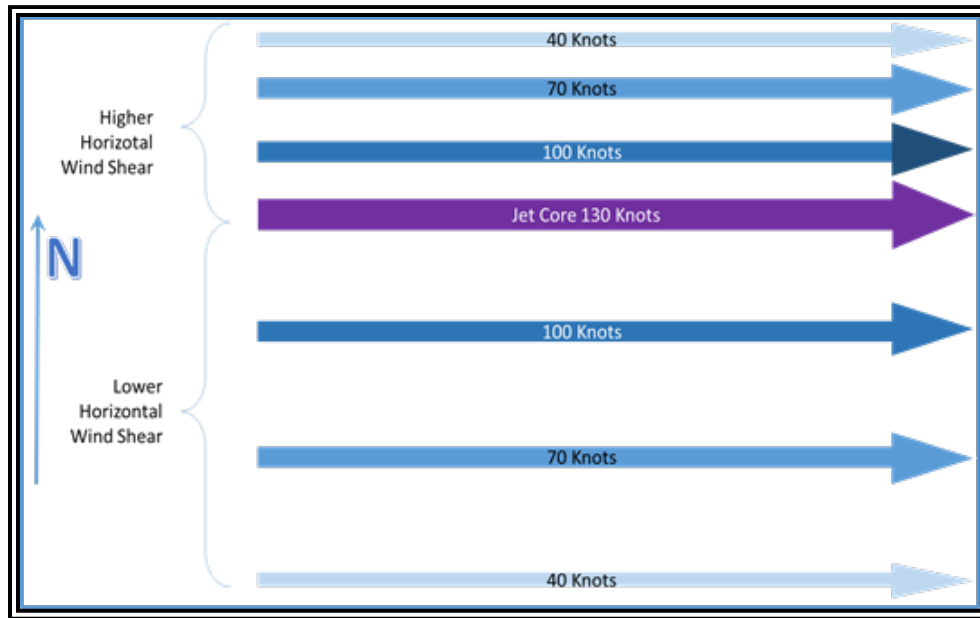 40 Knots
70 Knots
Higher
Horizotal
Wind Shear
100 Knots
Jet Core 130 Knots
N
100 Knots
Lower
Horizontal
Wind Shear
70 Knots
40 Knots